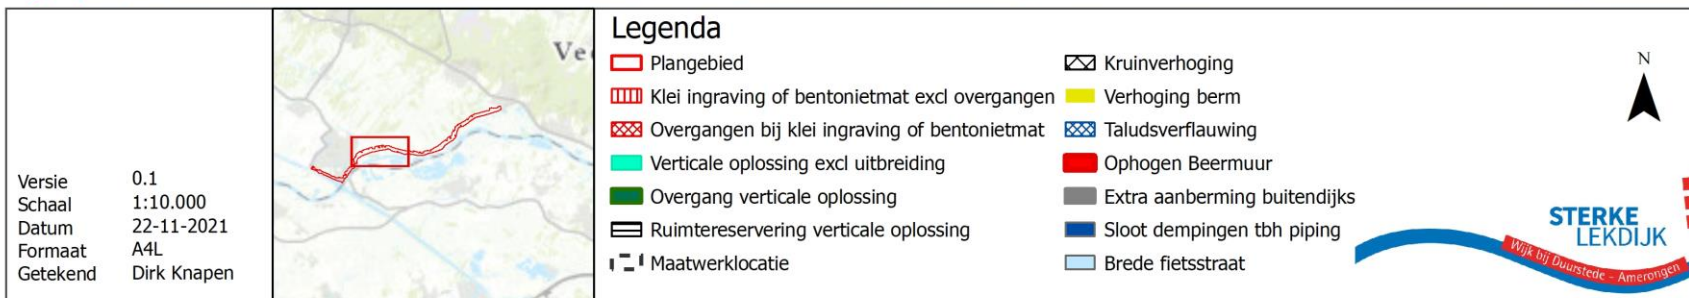 Versie 0.1
Schaal 1:10.000
Datum 22-11-2021
Formaat A4L
Getekend Dirk Knapen
Legenda
Plangebied
Klei ingraving of bentonietmat excl overgangen
Overgangen bij klei ingraving of bentonietmat
Verticale oplossing excl uitbreiding
Overgang verticale oplossing
Ruimtereservering verticale oplossing
Maatwerklocatie
Kruinverhoging
Verhoging berm
Taludsverflauwing
Ophogen Beermuur
Extra aanberming buitendijks
Sloot dempingen tbh piping
Brede fietsstraat
N
STERKE
LEKDIJK
Wijk bij Duurstede - Amerongen